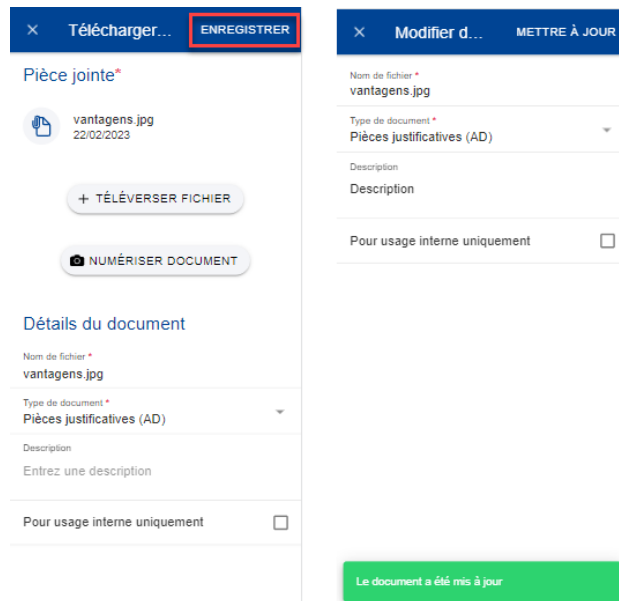 Télécharger... ENREGISTRER
Pièce jointe*
vantagens.jpg
22/02/2023
+ TÉLÉVERSER FICHIER
NUMÉRISER DOCUMENT
Détails du document
Nom de fichier *
vantagens.jpg
Type de document *
Pièces justificatives (AD)
Description
Entrez une description
Pour usage interne uniquement
Modifier d... METTRE À JOUR
Nom de fichier *
vantagens.jpg
Type de document *
Pièces justificatives (AD)
Description
Description
Pour usage interne uniquement
Le document a été mis à jour